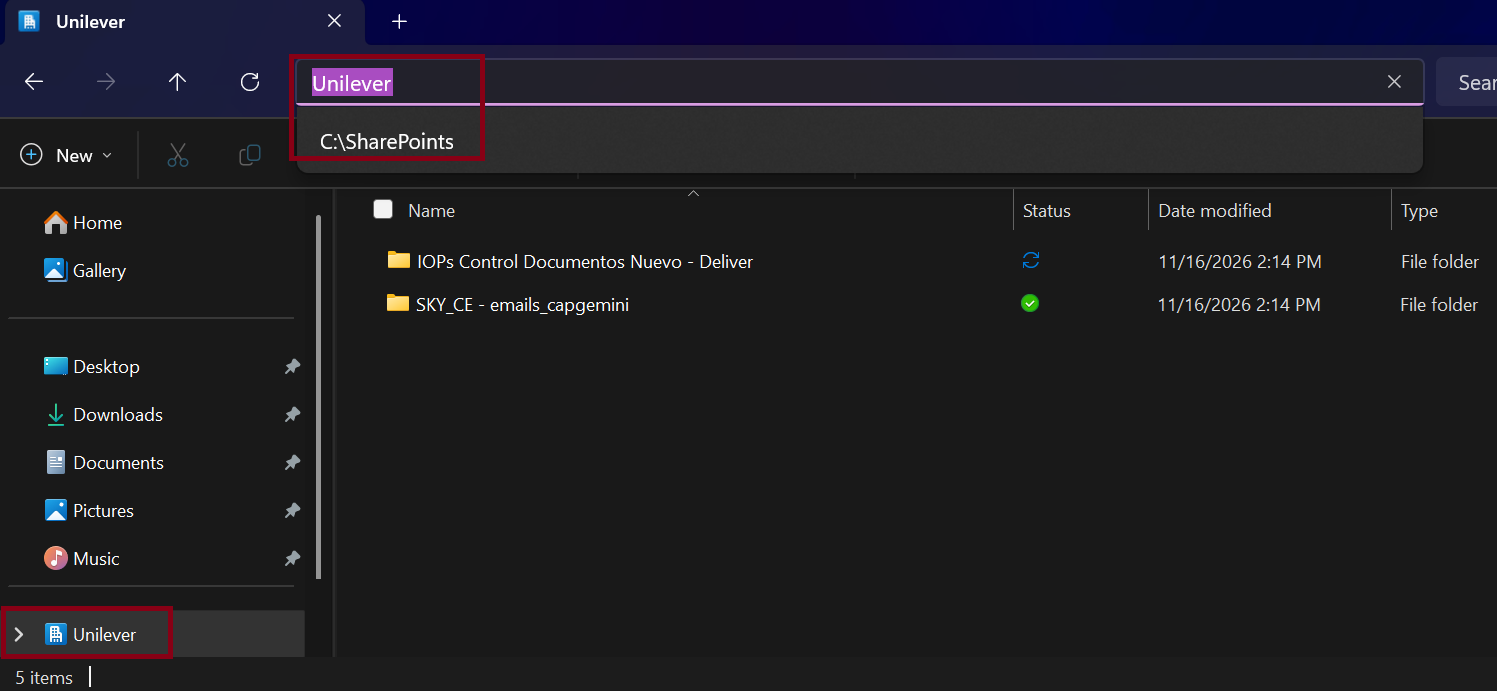 Unilever
Unilever
Sear
C:\SharePoints
New
Name Status Date modified Type
Home
Gallery
IOPs Control Documentos Nuevo - Deliver 11/16/2026 2:14 PM File folder
SKY_CE - emails_capgemini 11/16/2026 2:14 PM File folder
Desktop
Downloads
Documents
Pictures
Music
Unilever
5 items